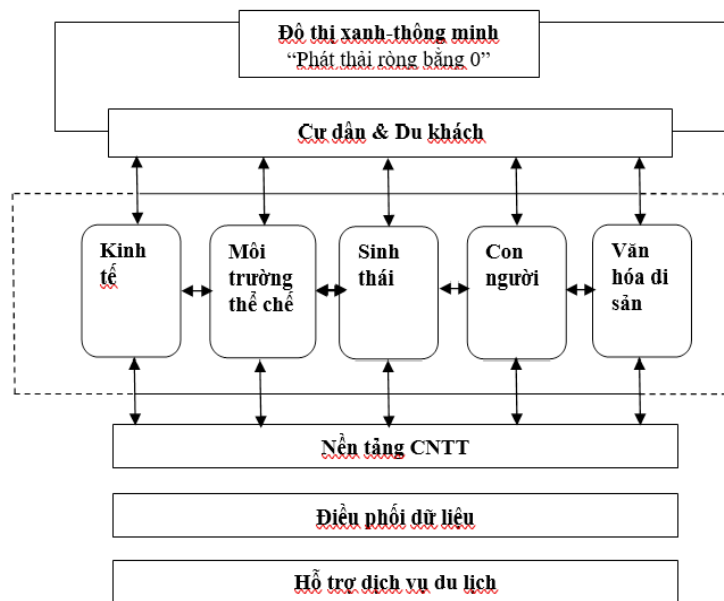 Đô thị xanh-thông minh
“Phát thải ròng bằng 0”
Cư dân & Du khách
Kinh
tế
Môi
trường
thể chế
Sinh
thái
Con
người
Văn
hóa di
sản
Nền tảng CNTT
Điều phối dữ liệu
Hỗ trợ dịch vụ du lịch